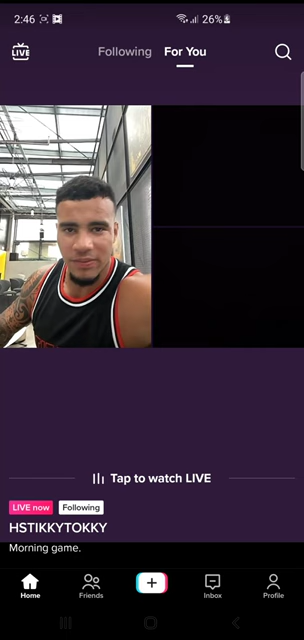 2:46 26%
LIVE Following For You
Tap to watch LIVE
LIVE now Following
HSTIKKYTOKKY
Morning game.
Home Friends Inbox Profile